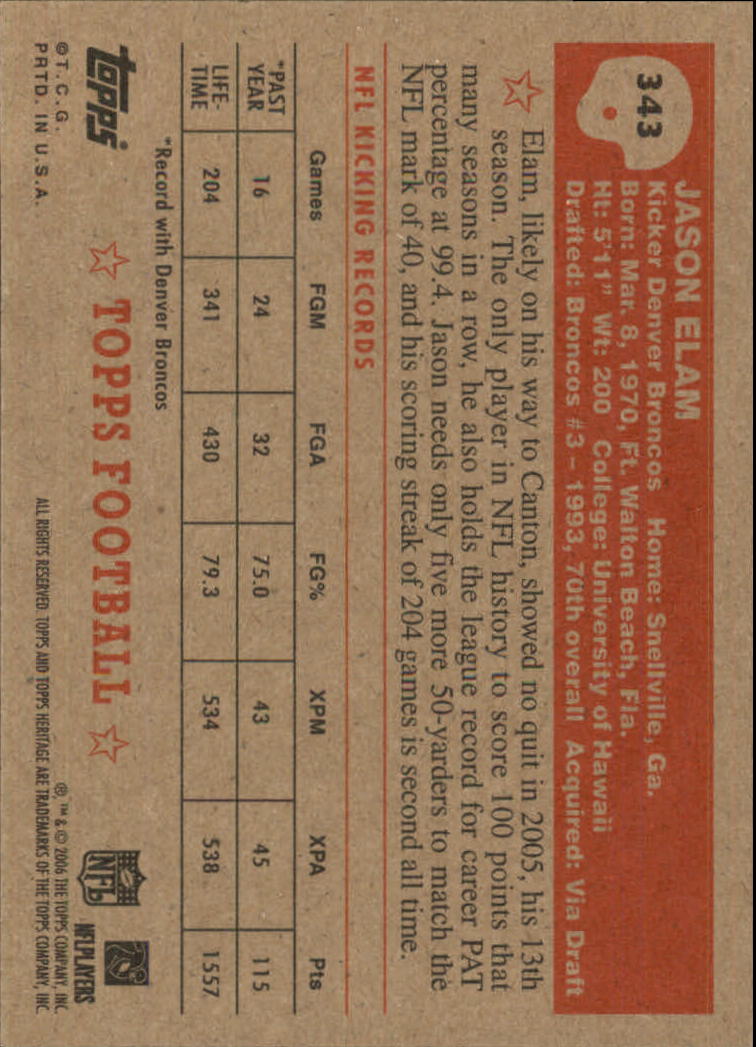 343
JASON ELAM
Kicker Denver Broncos Home: Snellville, Ga.
Born: Mar. 8, 1970, Ft. Walton Beach, Fla.
Ht: 5'11" Wt: 200 College: University of Hawaii
Drafted: Broncos #3 – 1993, 70th overall Acquired: Via Draft
Elam, likely on his way to Canton, showed no quit in 2005, his 13th
season. The only player in NFL history to score 100 points that
many seasons in a row, he also holds the league record for career PAT
percentage at 99.4. Jason needs only five more 50-yarders to match the
NFL mark of 40, and his scoring streak of 204 games is second all time.
NFL KICKING RECORDS
Games FGM FGA FG% XPM XPA Pts
*PAST YEAR 16 24 32 75.0 43 45 115
LIFE-TIME 204 341 430 79.3 534 538 1557
*Record with Denver Broncos
topps
TOPPS FOOTBALL
NFL
NFLPLAYERS
©T.C.G.
PRTD. IN U.S.A.
®, ™ & © 2006 THE TOPPS COMPANY, INC.
ALL RIGHTS RESERVED. TOPPS AND TOPPS HERITAGE ARE TRADEMARKS OF THE TOPPS COMPANY, INC.